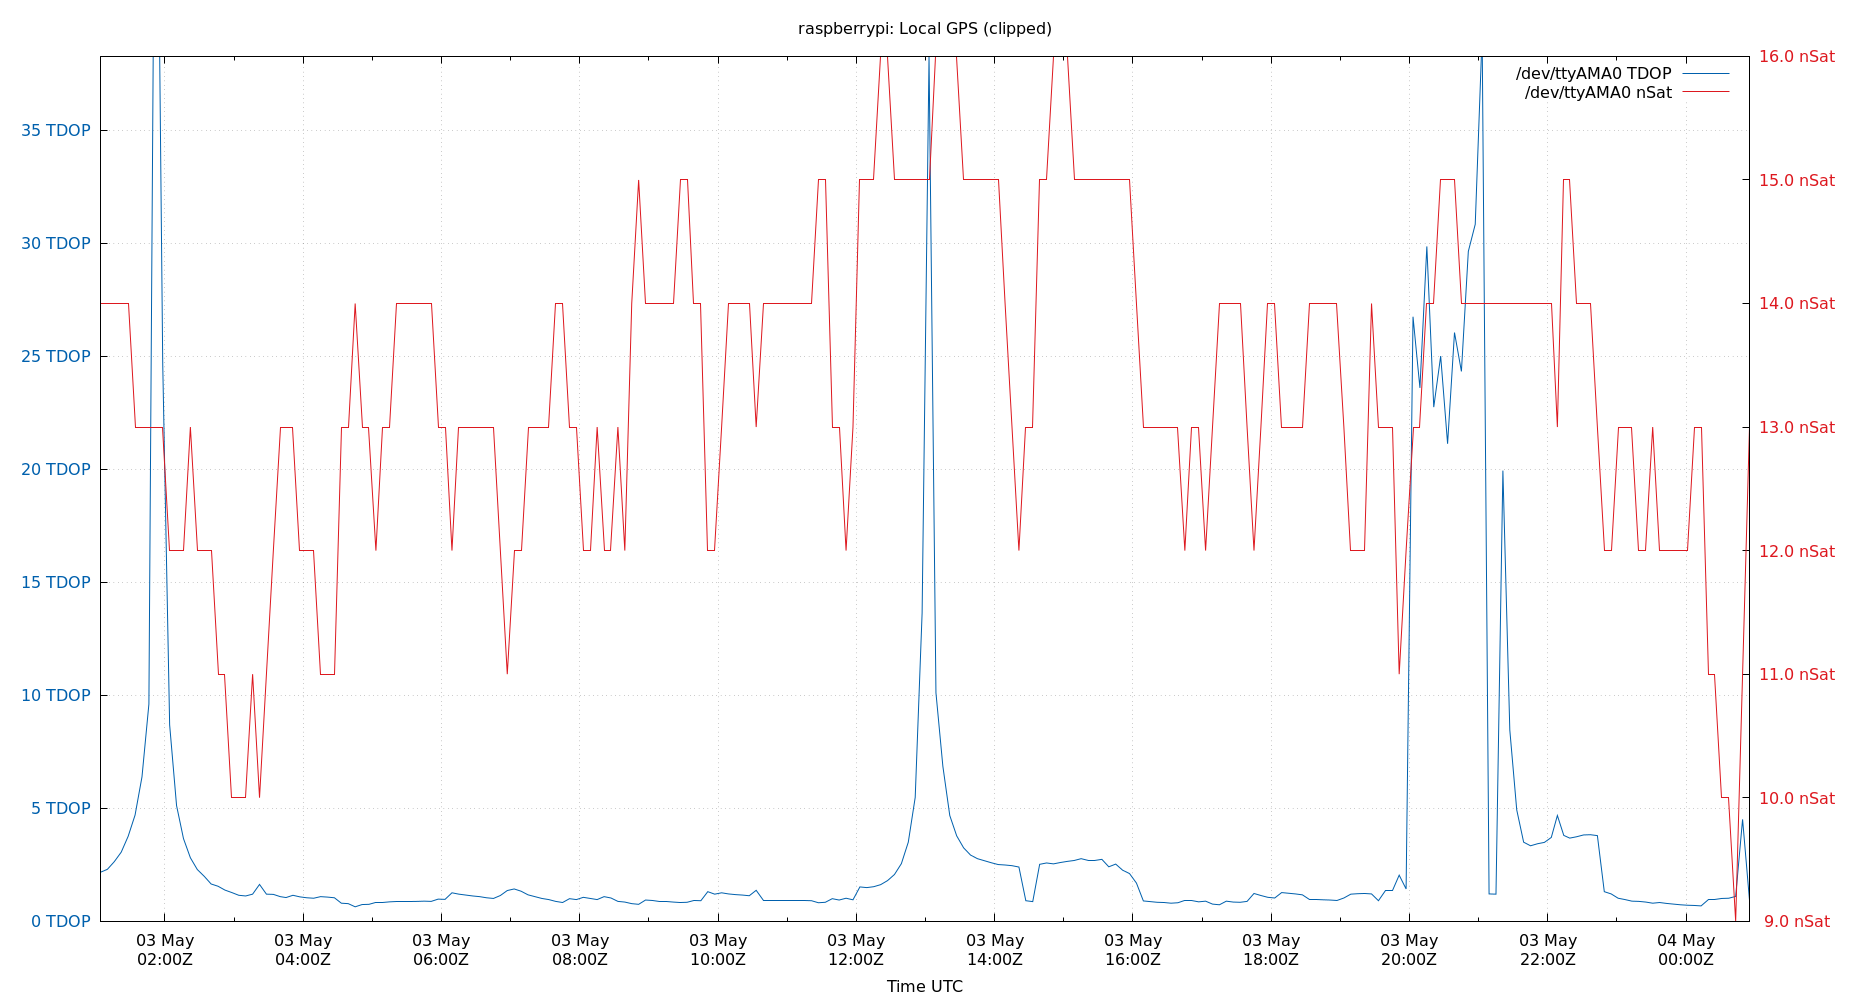 raspberrypi: Local GPS (clipped)
/dev/ttyAMA0 TDOP
/dev/ttyAMA0 nSat
35 TDOP
30 TDOP
25 TDOP
20 TDOP
15 TDOP
10 TDOP
5 TDOP
0 TDOP
16.0 nSat
15.0 nSat
14.0 nSat
13.0 nSat
12.0 nSat
11.0 nSat
10.0 nSat
9.0 nSat
03 May 03 May 03 May 03 May 03 May 03 May 03 May 03 May 03 May 03 May 03 May 04 May
02:00Z 04:00Z 06:00Z 08:00Z 10:00Z 12:00Z 14:00Z 16:00Z 18:00Z 20:00Z 22:00Z 00:00Z
Time UTC